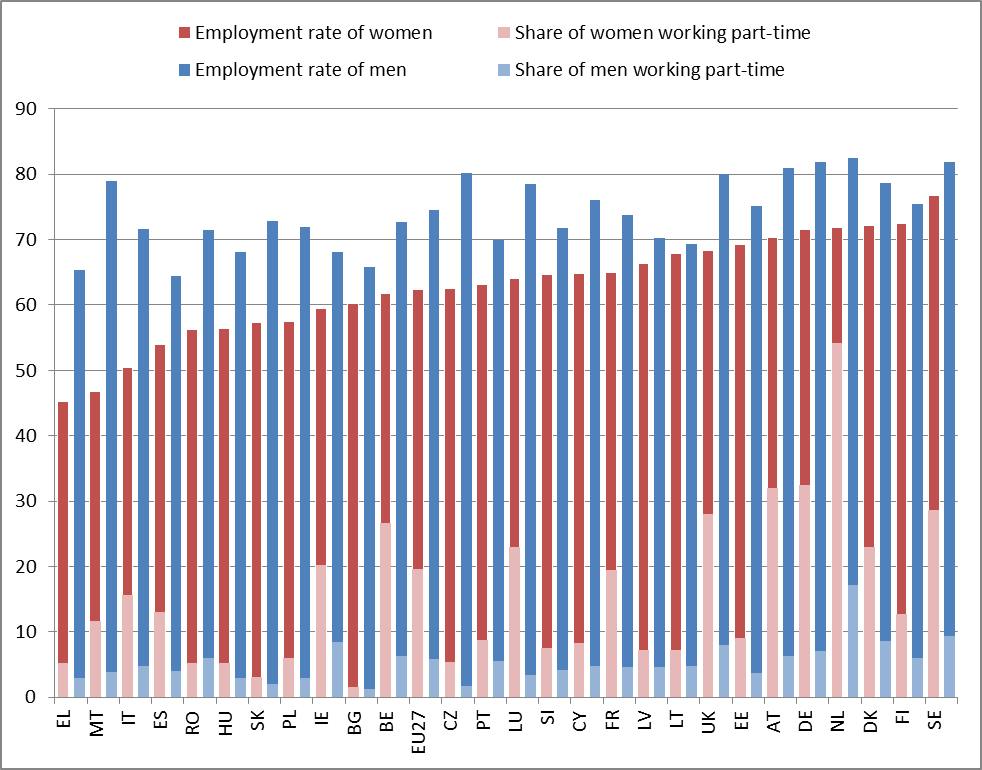 Employment rate of women
Share of women working part-time
Employment rate of men
Share of men working part-time
90
80
70
60
50
40
30
20
10
0
EL
MT
IT
ES
RO
HU
SK
PL
IE
BG
BE
EU27
CZ
PT
LU
SI
CY
FR
LV
LT
UK
EE
AT
DE
NL
DK
FI
SE